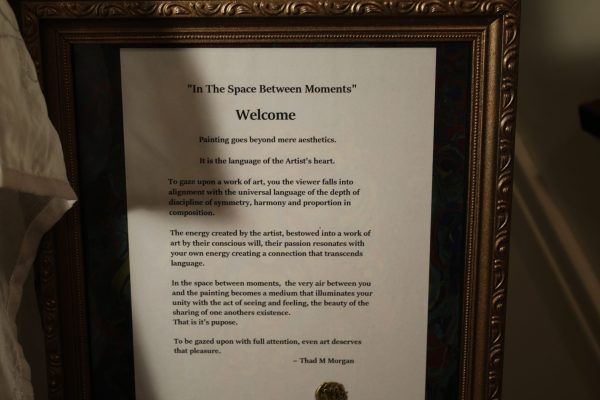 "In The Space Between Moments"
Welcome
Painting goes beyond mere aesthetics.
It is the language of the Artist's heart.
To gaze upon a work of art, you the viewer falls into
alignment with the universal language of the depth of
discipline of symmetry, harmony and proportion in
composition.
The energy created by the artist, bestowed into a work of
art by their conscious will, their passion resonates with
your own energy creating a connection that transcends
language.
In the space between moments, the very air between you
and the painting becomes a medium that illuminates your
unity with the act of seeing and feeling, the beauty of the
sharing of one anothers existence.
That is it's pupose.
To be gazed upon with full attention, even art deserves
that pleasure.
– Thad M Morgan